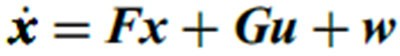 ẋ = Fx + Gu + w